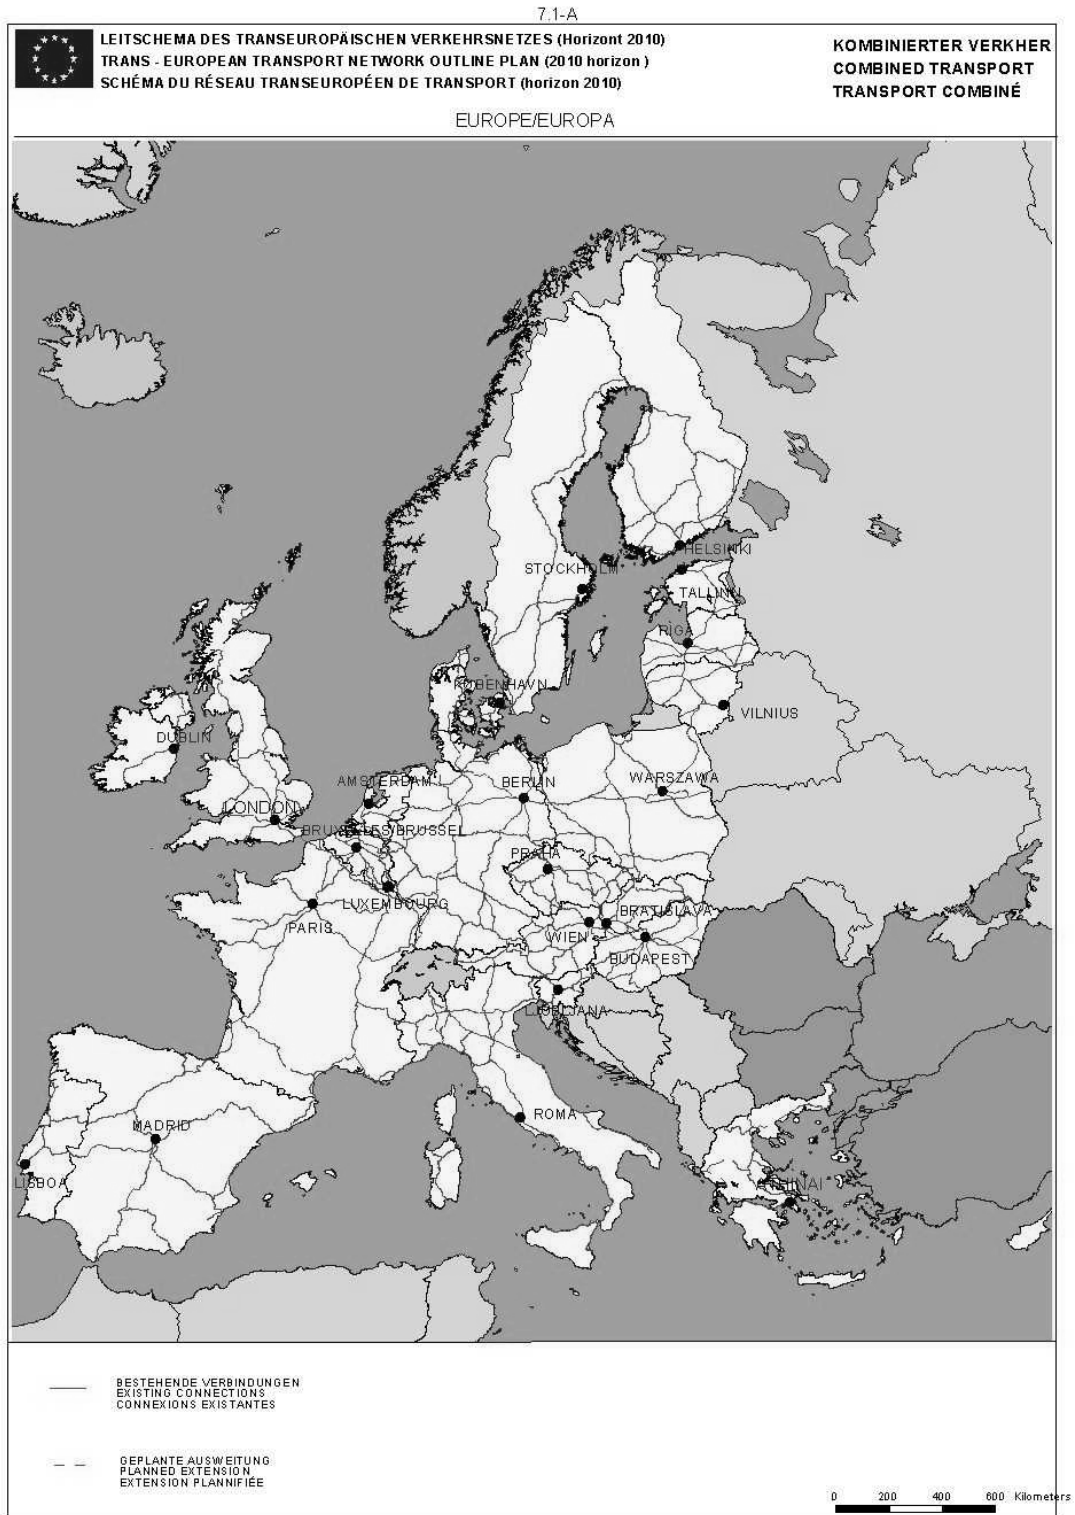 7.1-A
LEITSCHEMA DES TRANSEUROPÄISCHEN VERKEHRSNETZES (Horizont 2010)
TRANS - EUROPEAN TRANSPORT NETWORK OUTLINE PLAN (2010 horizon )
SCHÉMA DU RÉSEAU TRANSEUROPÉEN DE TRANSPORT (horizon 2010)
KOMBINIERTER VERKHER
COMBINED TRANSPORT
TRANSPORT COMBINÉ
EUROPE/EUROPA
HELSINKI
STOCKHOLM
TALLINN
RIGA
KØBENHAVN
VILNIUS
DUBLIN
AMSTERDAM
BERLIN
WARSZAWA
LONDON
BRUXELLES/BRUSSEL
PRAHA
LUXEMBOURG
BRATISLAVA
PARIS
WIEN
BUDAPEST
LJUBLJANA
ROMA
MADRID
LISBOA
ATHINAI
BESTEHENDE VERBINDUNGEN
EXISTING CONNECTIONS
CONNEXIONS EXISTANTES
GEPLANTE AUSWEITUNG
PLANNED EXTENSION
EXTENSION PLANNIFIÉE
0 200 400 600 Kilometers